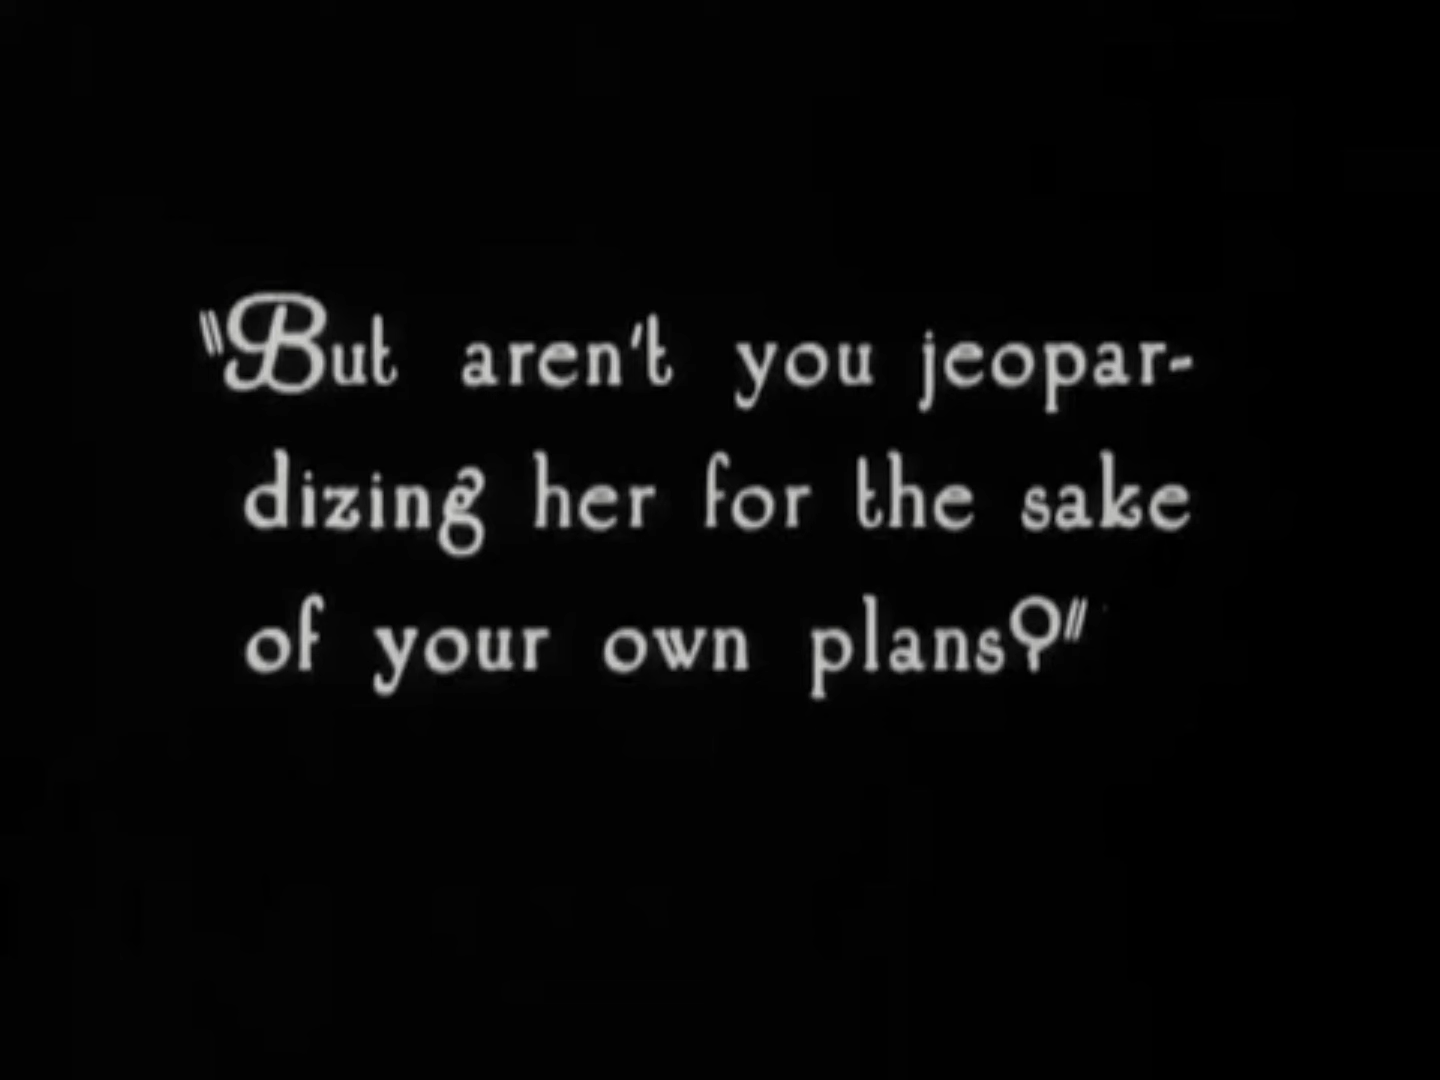 "But aren't you jeopar-
dizing her for the sake
of your own plans?"